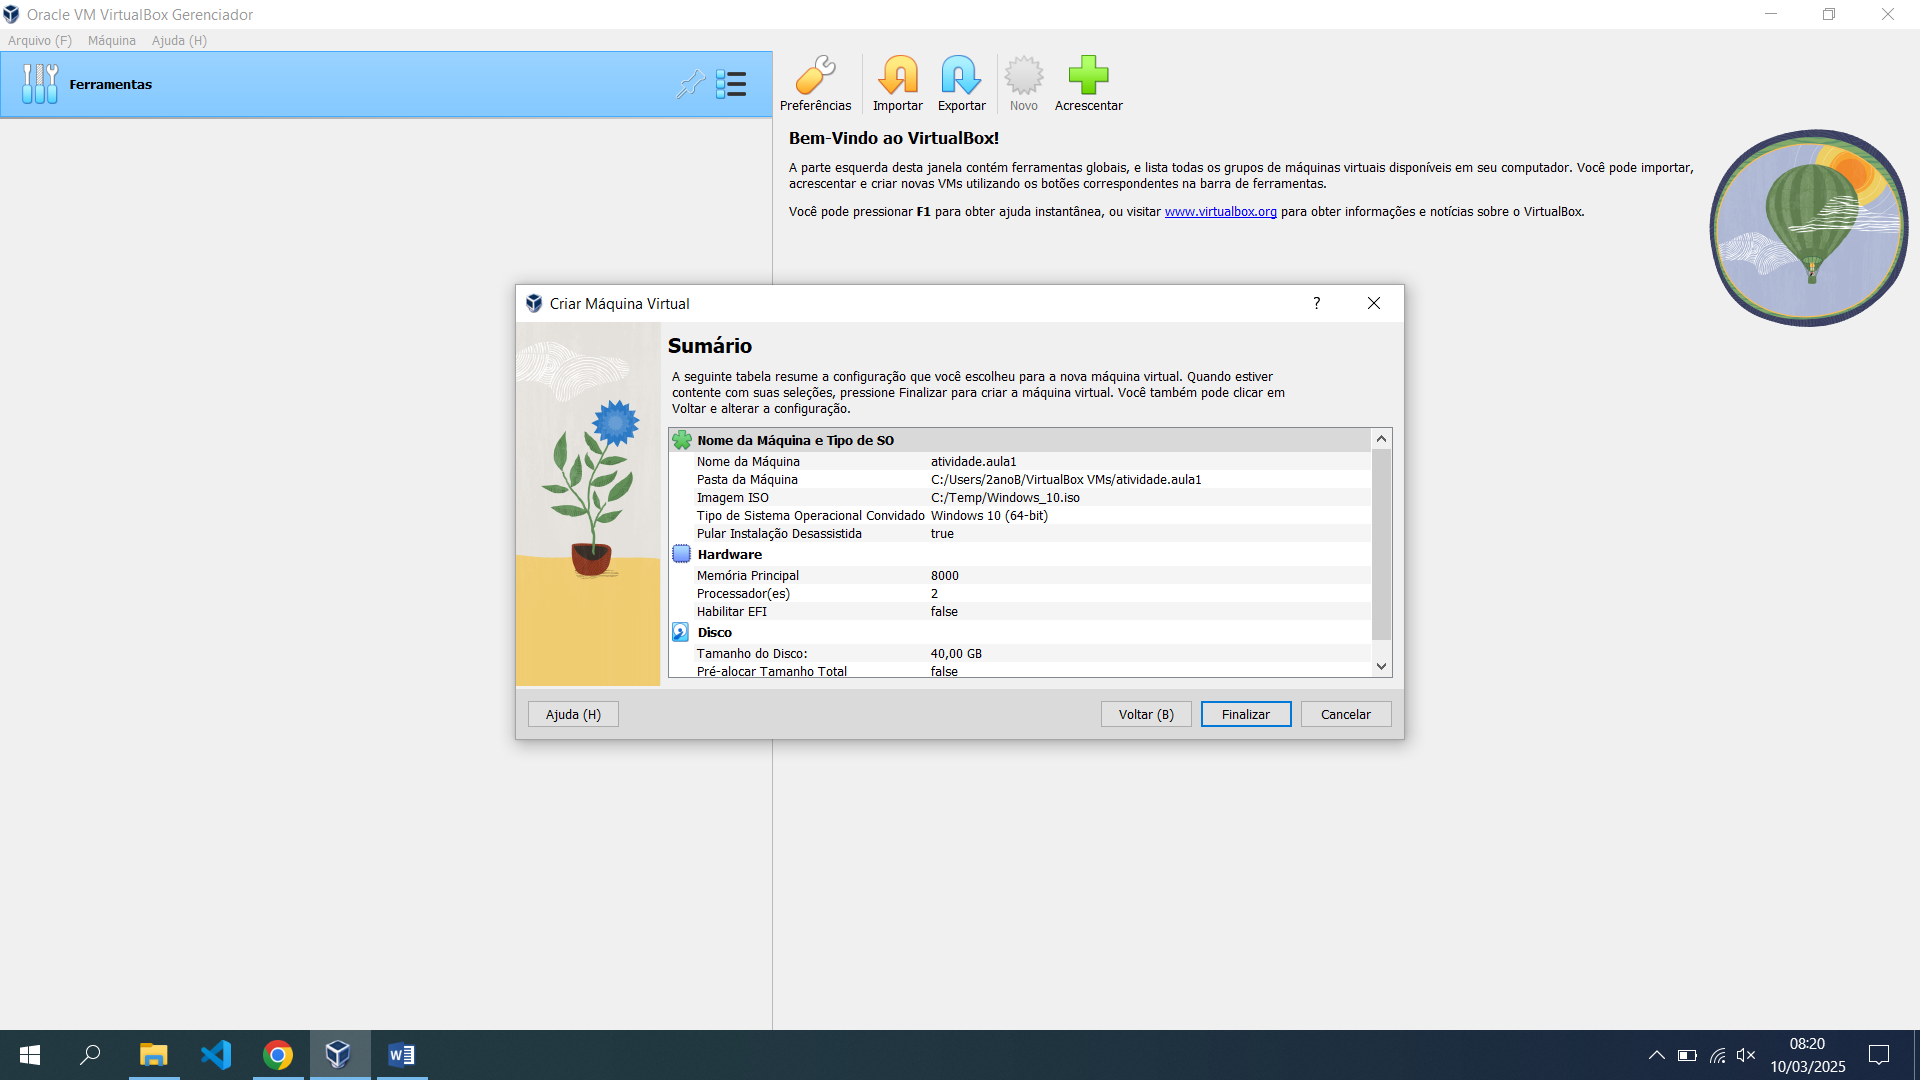 Oracle VM VirtualBox Gerenciador
Arquivo (F) Máquina Ajuda (H)
Ferramentas
Preferências Importar Exportar Novo Acrescentar
Bem-Vindo ao VirtualBox!
A parte esquerda desta janela contém ferramentas globais, e lista todas os grupos de máquinas virtuais disponíveis em seu computador. Você pode importar,
acrescentar e criar novas VMs utilizando os botões correspondentes na barra de ferramentas.
Você pode pressionar F1 para obter ajuda instantânea, ou visitar www.virtualbox.org para obter informações e notícias sobre o VirtualBox.
Criar Máquina Virtual
?
Sumário
A seguinte tabela resume a configuração que você escolheu para a nova máquina virtual. Quando estiver
contente com suas seleções, pressione Finalizar para criar a máquina virtual. Você também pode clicar em
Voltar e alterar a configuração.
Nome da Máquina e Tipo de SO
Nome da Máquina atividade.aula1
Pasta da Máquina C:/Users/2anoB/VirtualBox VMs/atividade.aula1
Imagem ISO C:/Temp/Windows_10.iso
Tipo de Sistema Operacional Convidado Windows 10 (64-bit)
Pular Instalação Desassistida true
Hardware
Memória Principal 8000
Processador(es) 2
Habilitar EFI false
Disco
Tamanho do Disco: 40,00 GB
Pré-alocar Tamanho Total false
Ajuda (H) Voltar (B) Finalizar Cancelar
08:20
10/03/2025